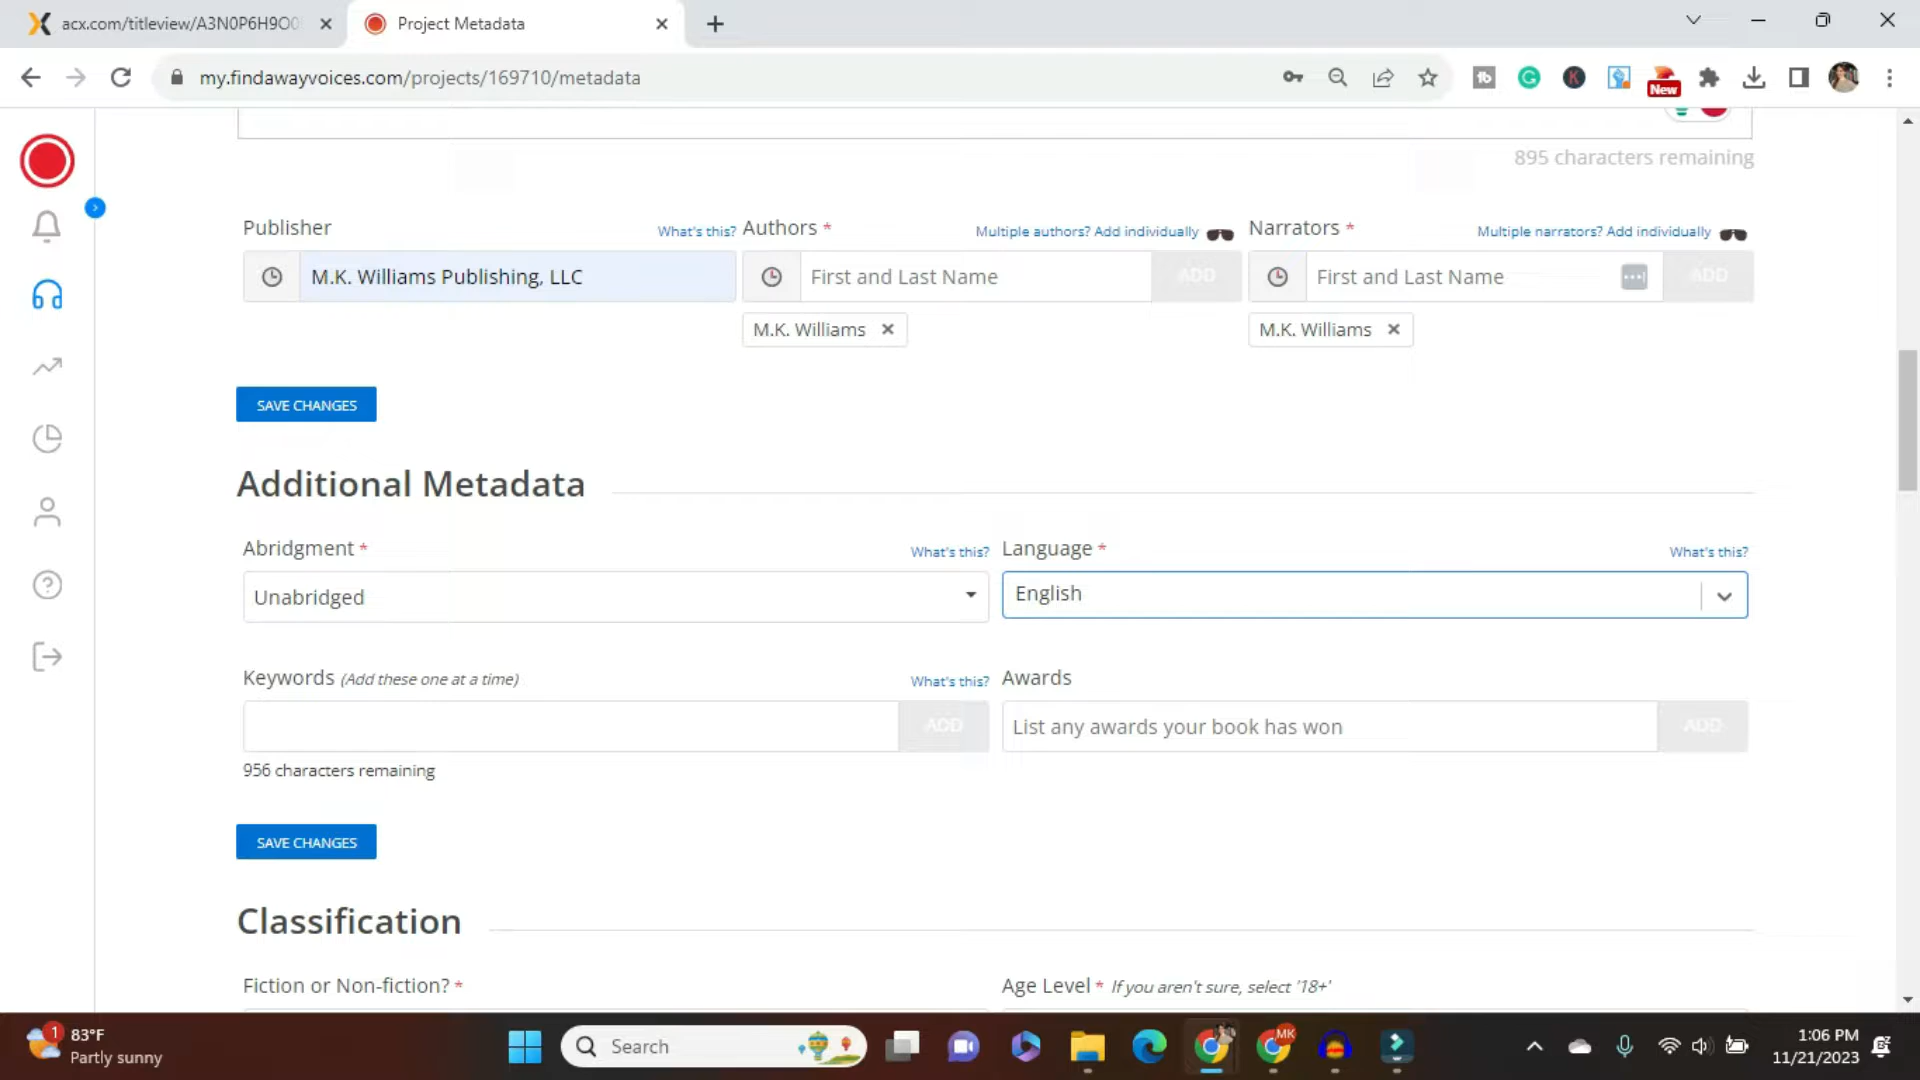 acx.com/titleview/A3N0P6H9O0
Project Metadata
my.findawayvoices.com/projects/169710/metadata
New
895 characters remaining
Publisher
What's this?
Authors *
Multiple authors? Add individually
Narrators *
Multiple narrators? Add individually
M.K. Williams Publishing, LLC
First and Last Name
ADD
First and Last Name
ADD
M.K. Williams
M.K. Williams
SAVE CHANGES
Additional Metadata
Abridgment *
What's this?
Language *
What's this?
Unabridged
English
Keywords (Add these one at a time)
What's this?
Awards
ADD
List any awards your book has won
ADD
956 characters remaining
SAVE CHANGES
Classification
Fiction or Non-fiction? *
Age Level * If you aren't sure, select '18+'
1
83°F
Partly sunny
Search
MK
1:06 PM
11/21/2023